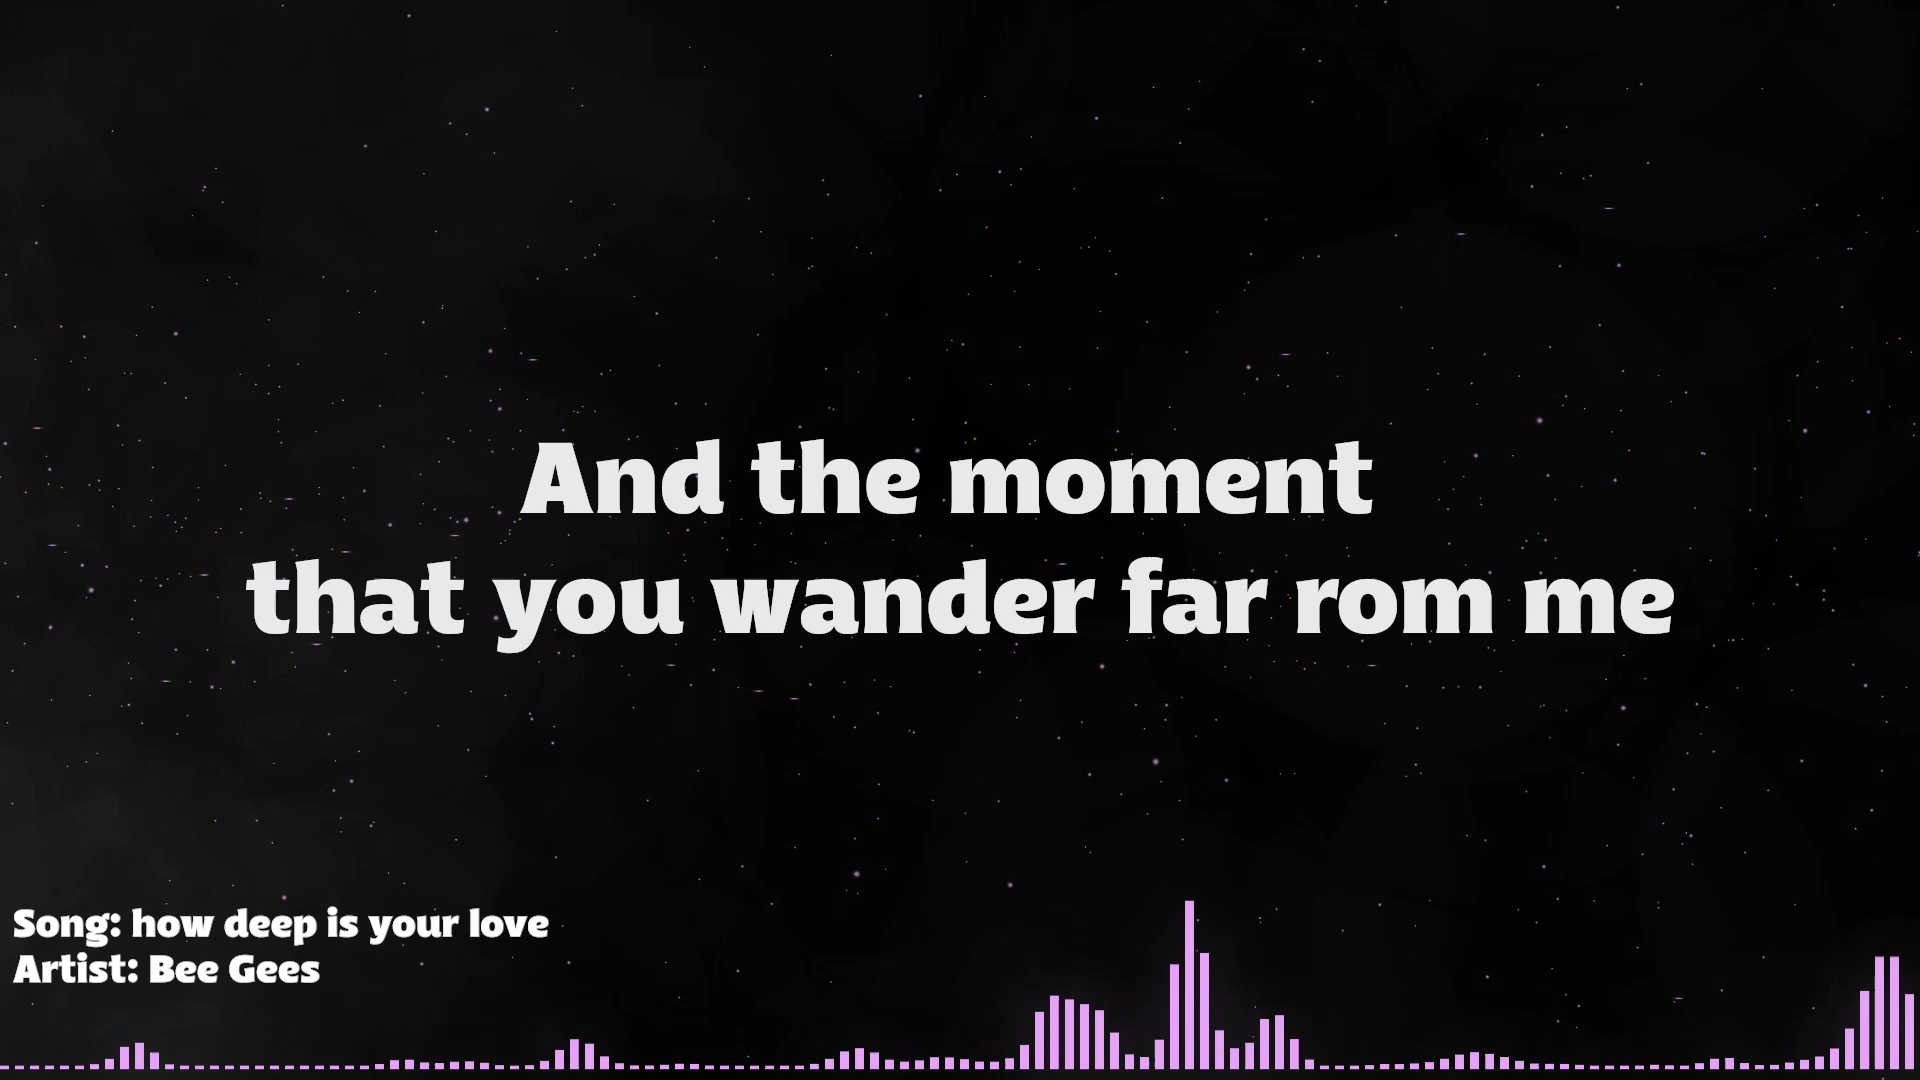 And the moment
that you wander far rom me
Song: how deep is your love
Artist: Bee Gees